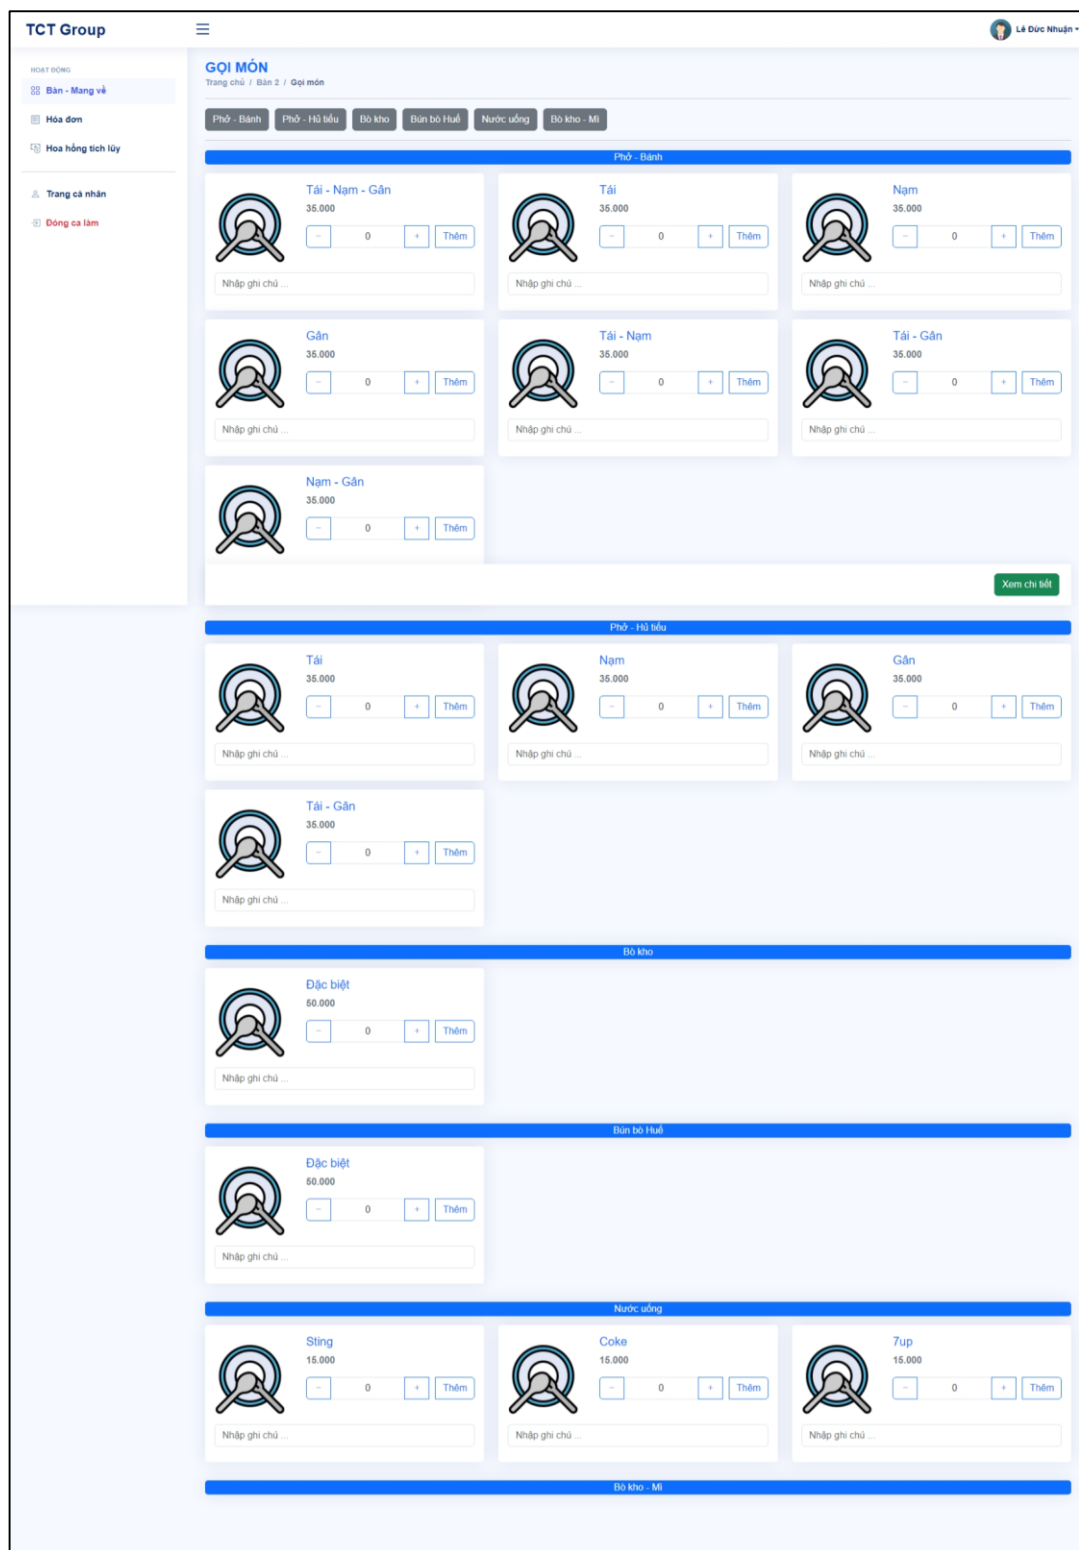 TCT Group
Lê Đức Nhuận
HOẠT ĐỘNG
Bàn - Mang về
Hóa đơn
Hoa hồng tích lũy
Trang cá nhân
Đóng ca làm
GỌI MÓN
Trang chủ / Bàn 2 / Gọi món
Phở - Bánh Phở - Hủ tiếu Bò kho Bún bò Huế Nước uống Bò kho - Mì
Phở - Bánh
Tái - Nạm - Gân Tái Nạm
35.000 35.000 35.000
- 0 + Thêm - 0 + Thêm - 0 + Thêm
Nhập ghi chú ... Nhập ghi chú ... Nhập ghi chú ...
Gân Tái - Nạm Tái - Gân
35.000 35.000 35.000
- 0 + Thêm - 0 + Thêm - 0 + Thêm
Nhập ghi chú ... Nhập ghi chú ... Nhập ghi chú ...
Nạm - Gân
35.000
- 0 + Thêm
Xem chi tiết
Phở - Hủ tiếu
Tái Nạm Gân
35.000 35.000 35.000
- 0 + Thêm - 0 + Thêm - 0 + Thêm
Nhập ghi chú ... Nhập ghi chú ... Nhập ghi chú ...
Tái - Gân
35.000
- 0 + Thêm
Nhập ghi chú ...
Bò kho
Đặc biệt
50.000
- 0 + Thêm
Nhập ghi chú ...
Bún bò Huế
Đặc biệt
50.000
- 0 + Thêm
Nhập ghi chú ...
Nước uống
Sting Coke 7up
15.000 15.000 15.000
- 0 + Thêm - 0 + Thêm - 0 + Thêm
Nhập ghi chú ... Nhập ghi chú ... Nhập ghi chú ...
Bò kho - Mì